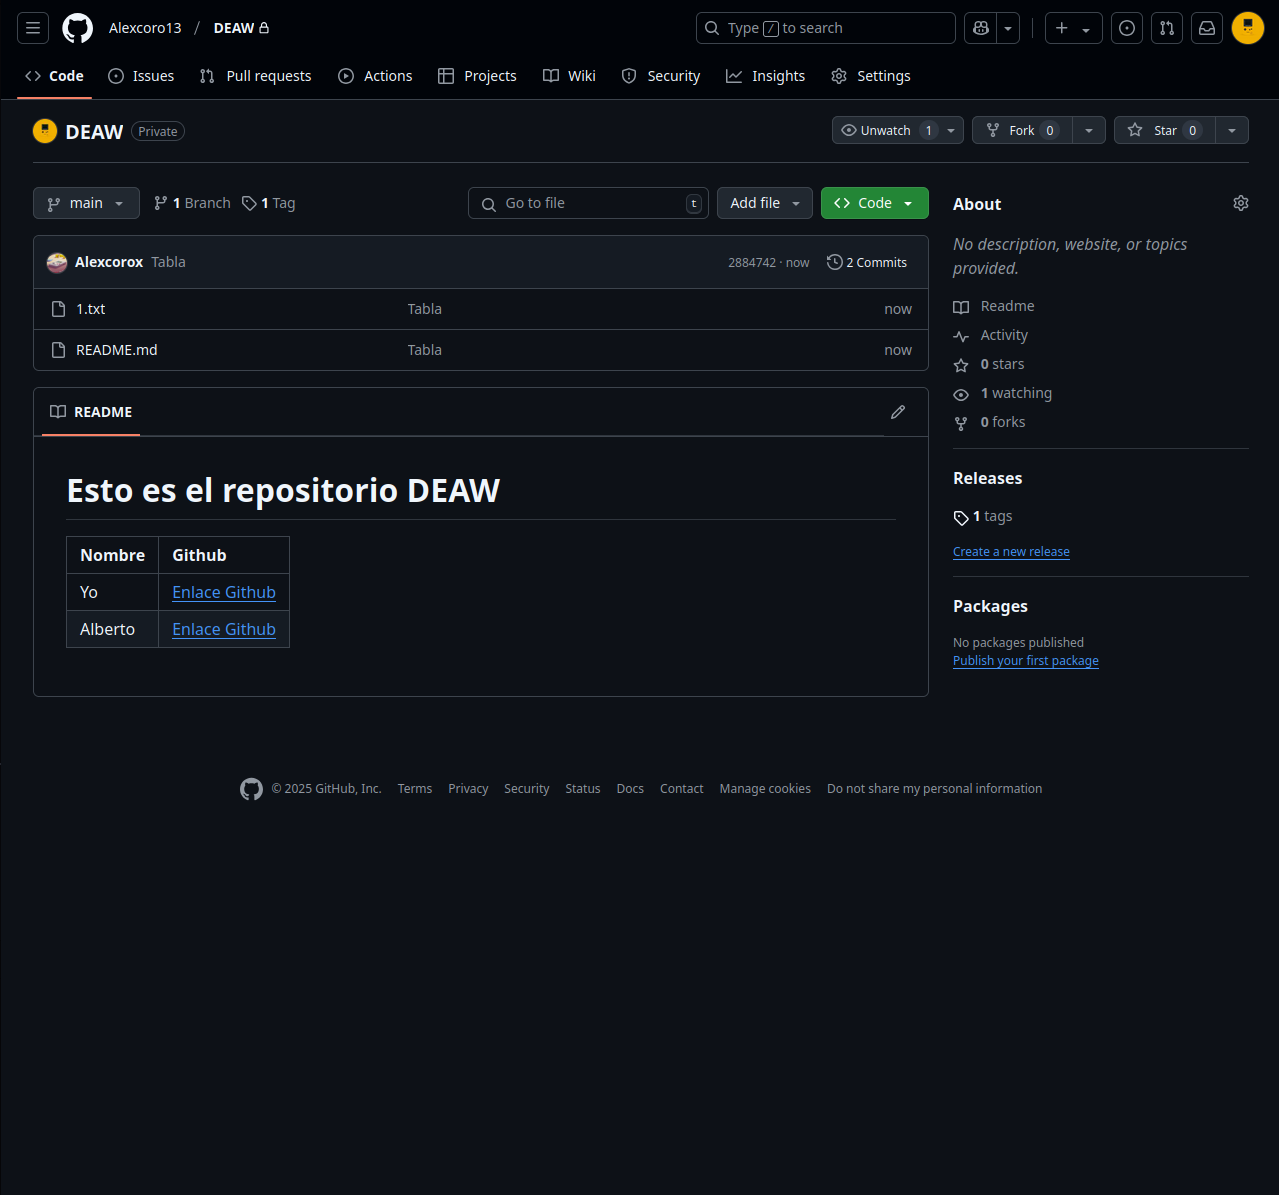 Alexcoro13 / DEAW
Type / to search
Code Issues Pull requests Actions Projects Wiki Security Insights Settings
DEAW Private
Unwatch 1 Fork 0 Star 0
main 1 Branch 1 Tag
Go to file t Add file Code
Alexcorox Tabla 2884742 · now 2 Commits
1.txt Tabla now
README.md Tabla now
README
Esto es el repositorio DEAW
Nombre Github
Yo Enlace Github
Alberto Enlace Github
About
No description, website, or topics
provided.
Readme
Activity
0 stars
1 watching
0 forks
Releases
1 tags
Create a new release
Packages
No packages published
Publish your first package
© 2025 GitHub, Inc. Terms Privacy Security Status Docs Contact Manage cookies Do not share my personal information